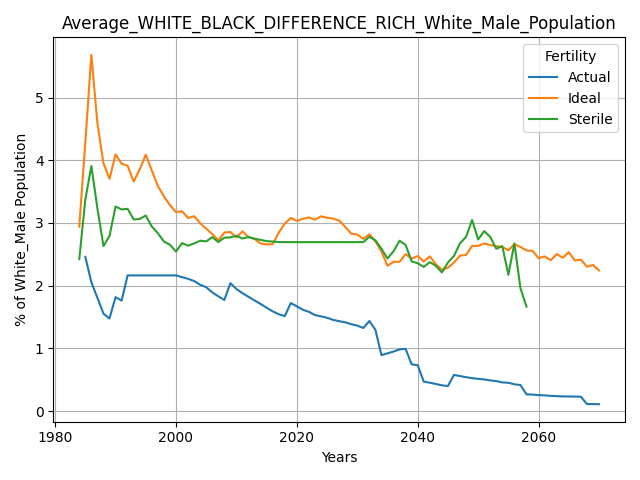 Average_WHITE_BLACK_DIFFERENCE_RICH_White_Male_Population
Fertility
Actual
Ideal
Sterile
% of White_Male Population
5
4
3
2
1
0
1980 2000 2020 2040 2060
Years